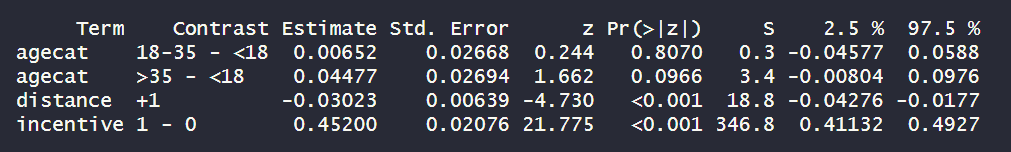 Term Contrast Estimate Std. Error z Pr(>|z|) S 2.5 % 97.5 %
agecat 18-35 - <18 0.00652 0.02668 0.244 0.8070 0.3 -0.04577 0.0588
agecat >35 - <18 0.04477 0.02694 1.662 0.0966 3.4 -0.00804 0.0976
distance +1 -0.03023 0.00639 -4.730 <0.001 18.8 -0.04276 -0.0177
incentive 1 - 0 0.45200 0.02076 21.775 <0.001 346.8 0.41132 0.4927